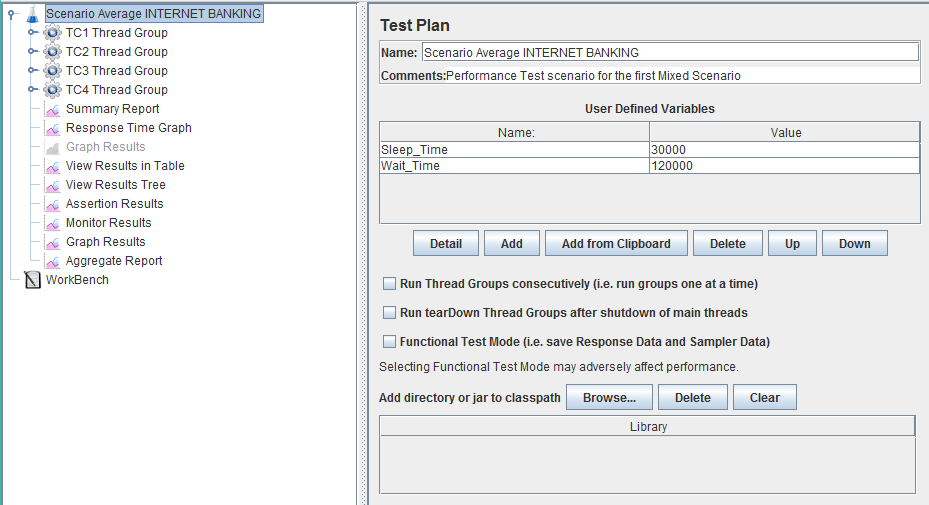 Scenario Average INTERNET BANKING
TC1 Thread Group
TC2 Thread Group
TC3 Thread Group
TC4 Thread Group
Summary Report
Response Time Graph
Graph Results
View Results in Table
View Results Tree
Assertion Results
Monitor Results
Graph Results
Aggregate Report
WorkBench
Test Plan
Name: Scenario Average INTERNET BANKING
Comments: Performance Test scenario for the first Mixed Scenario
User Defined Variables
Name: Value
Sleep_Time 30000
Wait_Time 120000
Detail Add Add from Clipboard Delete Up Down
Run Thread Groups consecutively (i.e. run groups one at a time)
Run tearDown Thread Groups after shutdown of main threads
Functional Test Mode (i.e. save Response Data and Sampler Data)
Selecting Functional Test Mode may adversely affect performance.
Add directory or jar to classpath Browse... Delete Clear
Library